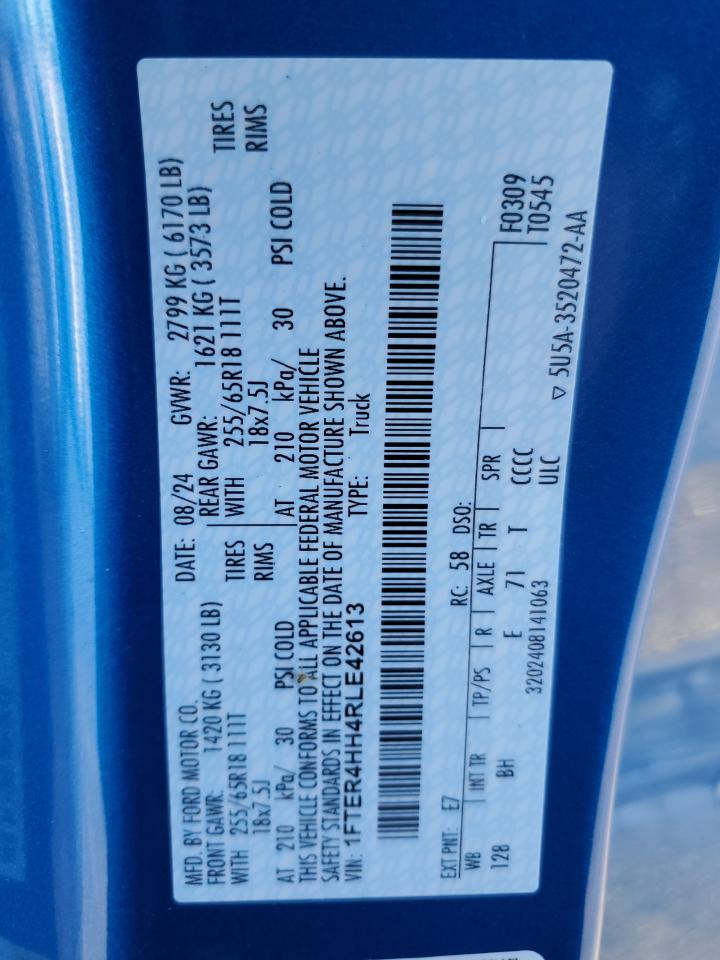 MFD. BY FORD MOTOR CO. DATE: 08/24 GVWR: 2799 KG ( 6170 LB)
FRONT GAWR: 1420 KG ( 3130 LB) REAR GAWR: 1621 KG ( 3573 LB)
WITH 255/65R18 111T TIRES WITH 255/65R18 111T TIRES
18x7.5J RIMS 18x7.5J RIMS
AT 210 kPa/ 30 PSI COLD AT 210 kPa/ 30 PSI COLD
THIS VEHICLE CONFORMS TO ALL APPLICABLE FEDERAL MOTOR VEHICLE
SAFETY STANDARDS IN EFFECT ON THE DATE OF MANUFACTURE SHOWN ABOVE.
VIN: 1FTER4HH4RLE42613 TYPE: Truck
EXT PNT: E7 RC: 58 DSO:
WB INT TR TP/PS R AXLE TR SPR F0309
128 BH E 71 T CCCC T0545
3202408141063 ULC
▽ 5U5A-3520472-AA